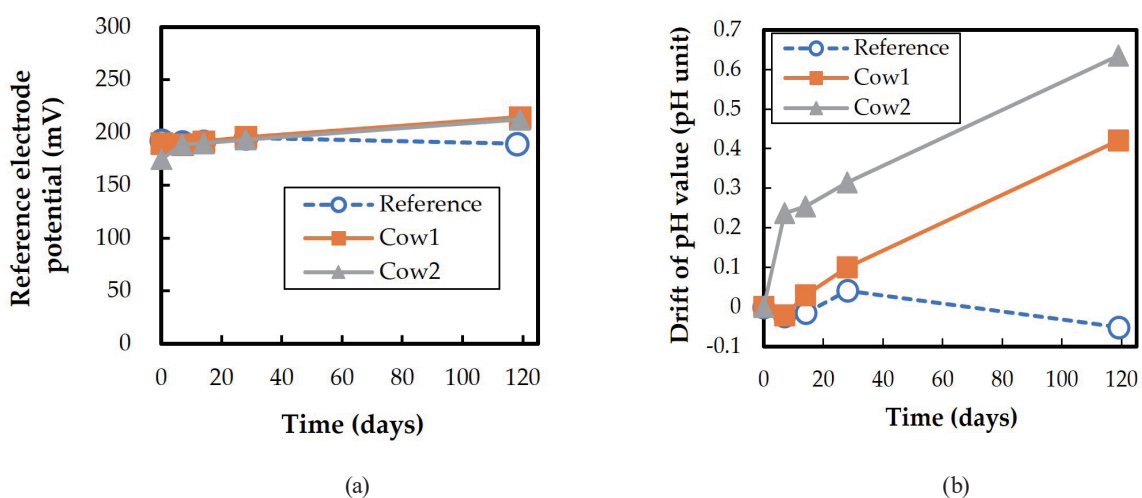 300
250
200
150
100
50
0
Reference electrode
potential (mV)
Reference
Cow1
Cow2
0 20 40 60 80 100 120
Time (days)
(a)
0.7
0.6
0.5
0.4
0.3
0.2
0.1
0
-0.1
Drift of pH value (pH unit)
Reference
Cow1
Cow2
0 20 40 60 80 100 120
Time (days)
(b)